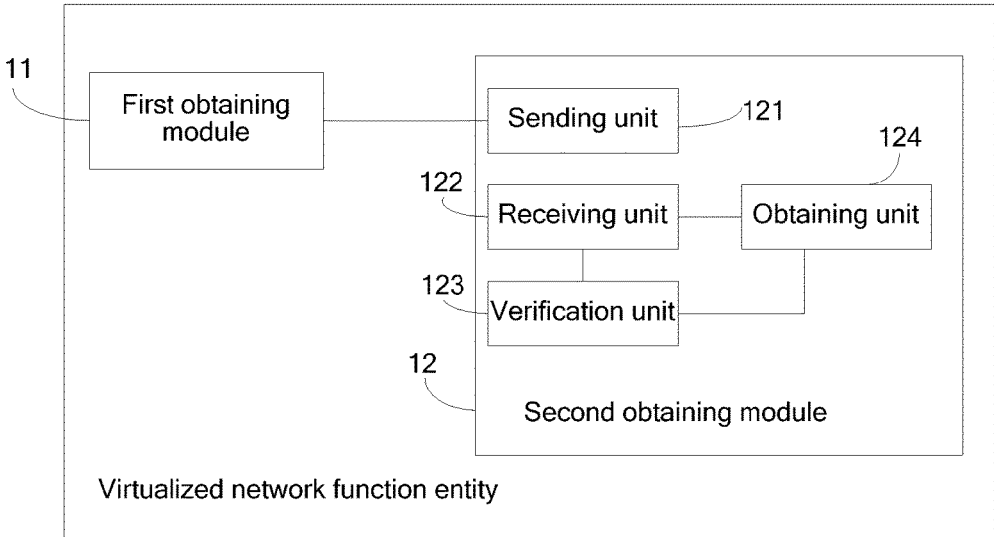 11
First obtaining
module
Sending unit
121
124
122
Receiving unit
Obtaining unit
123
Verification unit
12
Second obtaining module
Virtualized network function entity